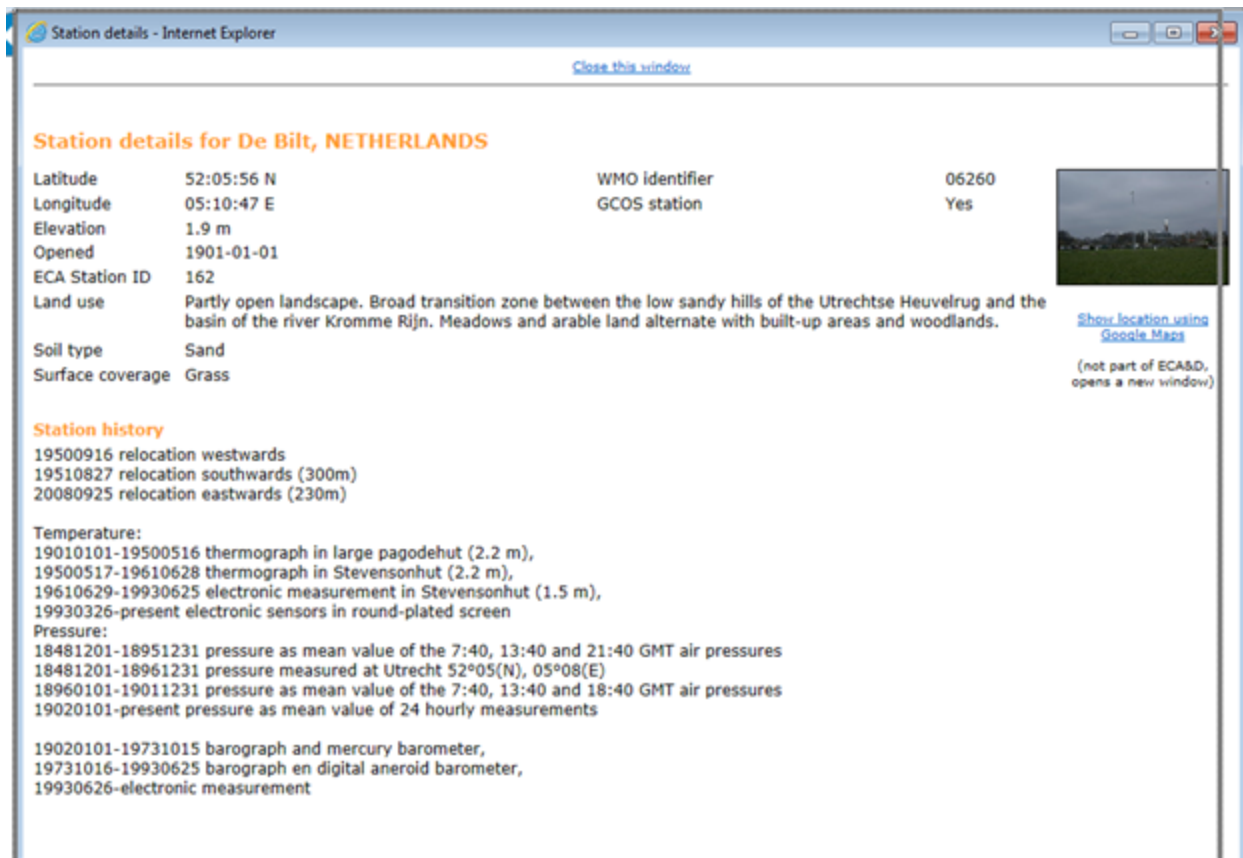 Station details - Internet Explorer
Close this window
Station details for De Bilt, NETHERLANDS
Latitude 52:05:56 N WMO identifier 06260
Longitude 05:10:47 E GCOS station Yes
Elevation 1.9 m
Opened 1901-01-01
ECA Station ID 162
Land use Partly open landscape. Broad transition zone between the low sandy hills of the Utrechtse Heuvelrug and the
basin of the river Kromme Rijn. Meadows and arable land alternate with built-up areas and woodlands.
Soil type Sand
Surface coverage Grass
Show location using
Google Maps
(not part of ECA&D,
opens a new window)
Station history
19500916 relocation westwards
19510827 relocation southwards (300m)
20080925 relocation eastwards (230m)
Temperature:
19010101-19500516 thermograph in large pagodehut (2.2 m),
19500517-19610628 thermograph in Stevensonhut (2.2 m),
19610629-19930625 electronic measurement in Stevensonhut (1.5 m),
19930326-present electronic sensors in round-plated screen
Pressure:
18481201-18951231 pressure as mean value of the 7:40, 13:40 and 21:40 GMT air pressures
18481201-18961231 pressure measured at Utrecht 52°05(N), 05°08(E)
18960101-19011231 pressure as mean value of the 7:40, 13:40 and 18:40 GMT air pressures
19020101-present pressure as mean value of 24 hourly measurements
19020101-19731015 barograph and mercury barometer,
19731016-19930625 barograph en digital aneroid barometer,
19930626-electronic measurement